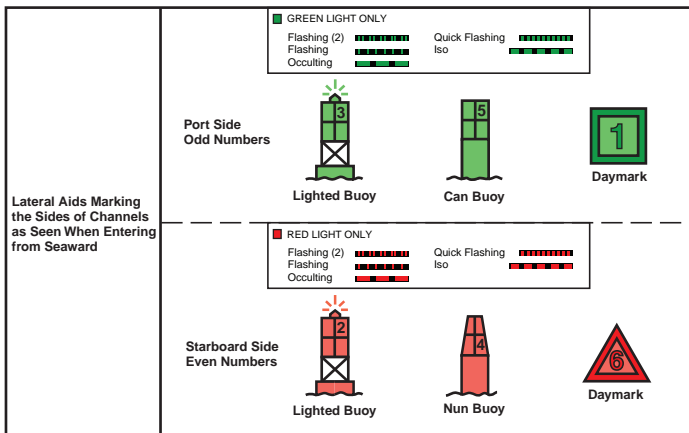 GREEN LIGHT ONLY
Flashing (2)
Quick Flashing
Flashing
Iso
Occulting
Port Side
Odd Numbers
3
5
1
Lighted Buoy
Can Buoy
Daymark
Lateral Aids Marking
the Sides of Channels
as Seen When Entering
from Seaward
RED LIGHT ONLY
Flashing (2)
Quick Flashing
Flashing
Iso
Occulting
Starboard Side
Even Numbers
2
4
6
Lighted Buoy
Nun Buoy
Daymark